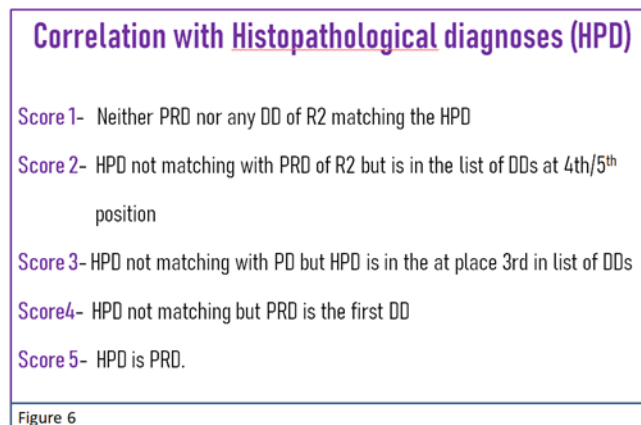 Correlation with Histopathological diagnoses (HPD)
Score 1- Neither PRD nor any DD of R2 matching the HPD
Score 2- HPD not matching with PRD of R2 but is in the list of DDs at 4th/5th
position
Score 3- HPD not matching with PD but HPD is in the at place 3rd in list of DDs
Score4- HPD not matching but PRD is the first DD
Score 5- HPD is PRD.
Figure 6